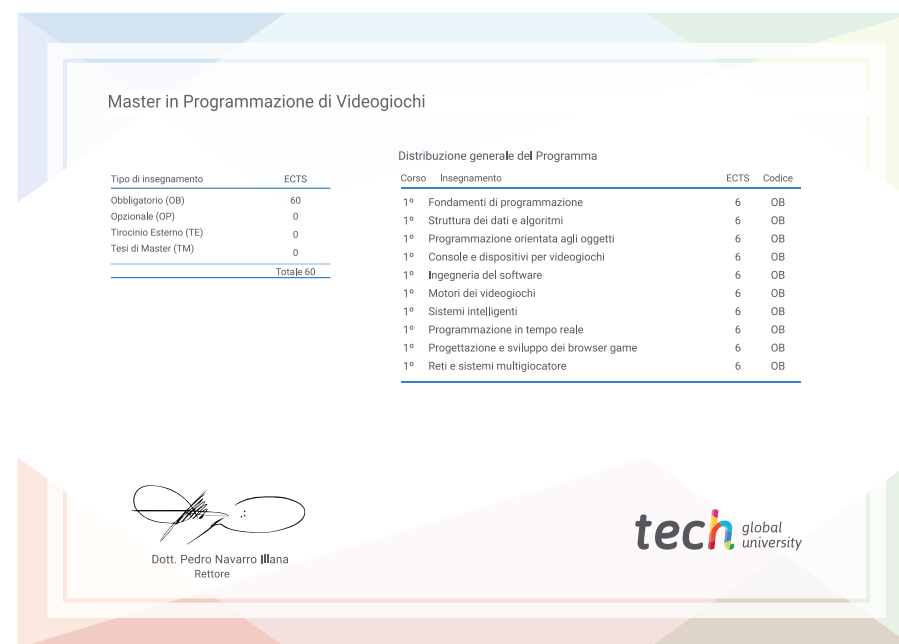 Master in Programmazione di Videogiochi
Tipo di insegnamento ECTS
Obbligatorio (OB) 60
Opzionale (OP) 0
Tirocinio Esterno (TE) 0
Tesi di Master (TM) 0
Totale 60
Distribuzione generale del Programma
Corso Insegnamento ECTS Codice
1º Fondamenti di programmazione 6 OB
1º Struttura dei dati e algoritmi 6 OB
1º Programmazione orientata agli oggetti 6 OB
1º Console e dispositivi per videogiochi 6 OB
1º Ingegneria del software 6 OB
1º Motori dei videogiochi 6 OB
1º Sistemi intelligenti 6 OB
1º Programmazione in tempo reale 6 OB
1º Progettazione e sviluppo dei browser game 6 OB
1º Reti e sistemi multigiocatore 6 OB
Dott. Pedro Navarro Illana
Rettore
tech global university